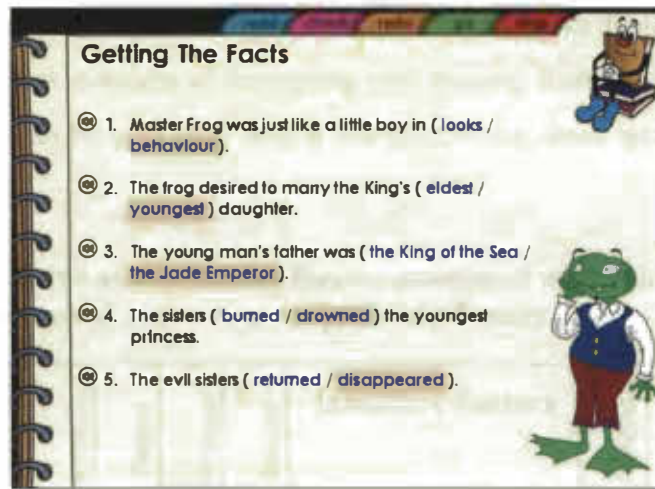 Getting The Facts
1. Master Frog was just like a little boy in ( looks /
behaviour ).
2. The frog desired to marry the King's ( eldest /
youngest ) daughter.
3. The young man's father was ( the King of the Sea /
the Jade Emperor ).
4. The sisters ( burned / drowned ) the youngest
princess.
5. The evil sisters ( returned / disappeared ).